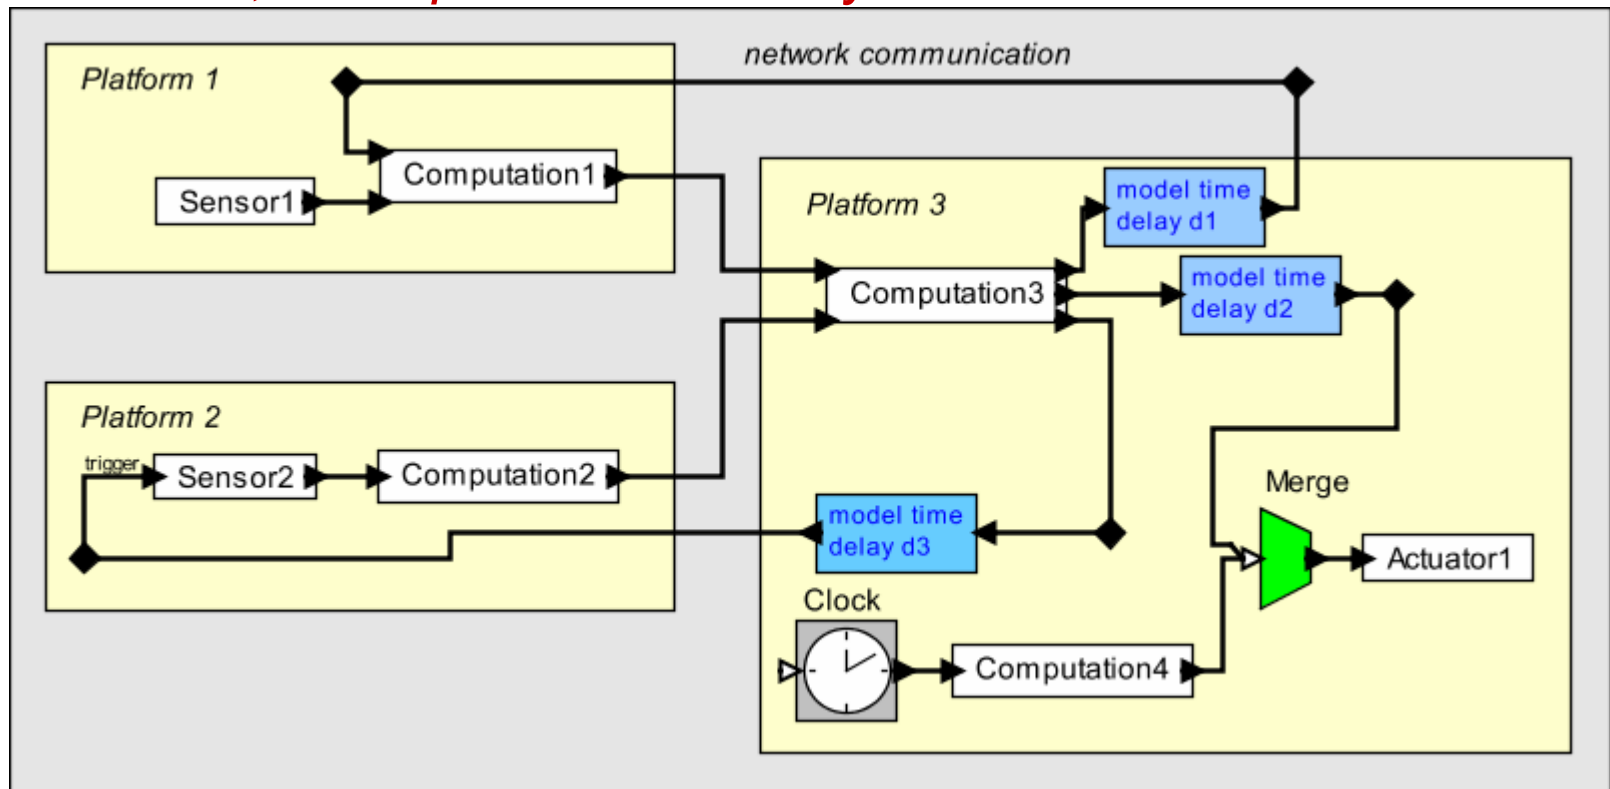 network communication
Platform 1
Computation1
Sensor1
Platform 3
model time
delay d1
Computation3
model time
delay d2
Platform 2
trigger
Sensor2
Computation2
model time
delay d3
Merge
Actuator1
Clock
Computation4